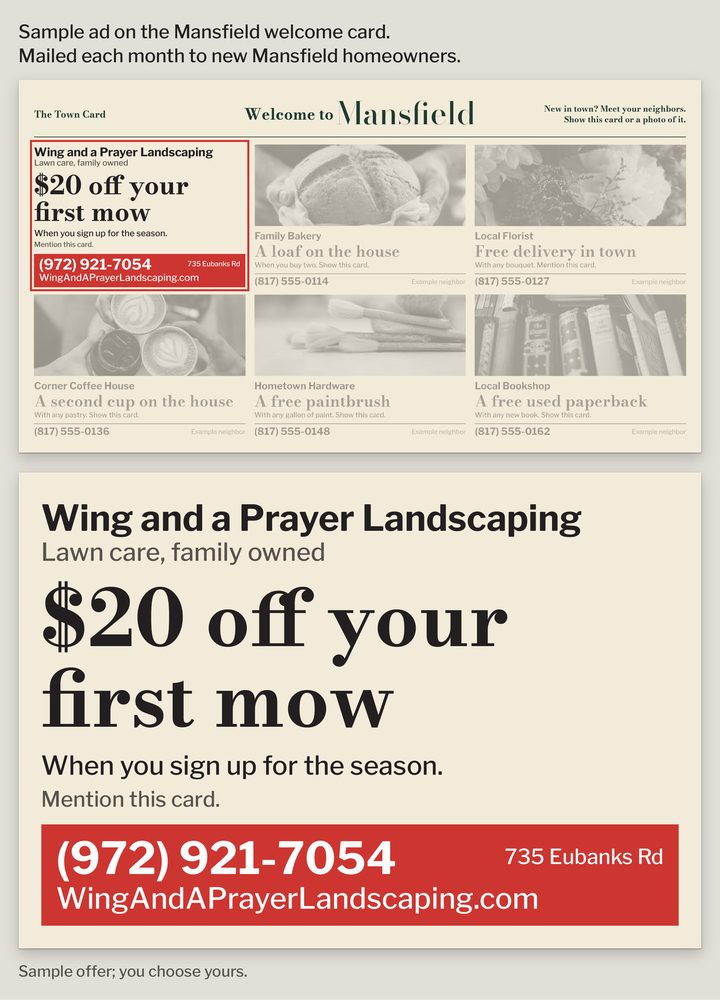 Sample ad on the Mansfield welcome card.
Mailed each month to new Mansfield homeowners.
The Town Card
Welcome to Mansfield
New in town? Meet your neighbors.
Show this card or a photo of it.
Wing and a Prayer Landscaping
Lawn care, family owned
$20 off your
first mow
When you sign up for the season.
Mention this card.
(972) 921-7054
735 Eubanks Rd
WingAndAPrayerLandscaping.com
Family Bakery
A loaf on the house
When you buy two. Show this card.
(817) 555-0114
Example neighbor
Local Florist
Free delivery in town
With any bouquet. Mention this card.
(817) 555-0127
Example neighbor
Corner Coffee House
A second cup on the house
With any pastry. Show this card.
(817) 555-0136
Example neighbor
Hometown Hardware
A free paintbrush
With any gallon of paint. Show this card.
(817) 555-0148
Example neighbor
Local Bookshop
A free used paperback
With any new book. Show this card.
(817) 555-0162
Example neighbor
Wing and a Prayer Landscaping
Lawn care, family owned
$20 off your
first mow
When you sign up for the season.
Mention this card.
(972) 921-7054
735 Eubanks Rd
WingAndAPrayerLandscaping.com
Sample offer; you choose yours.